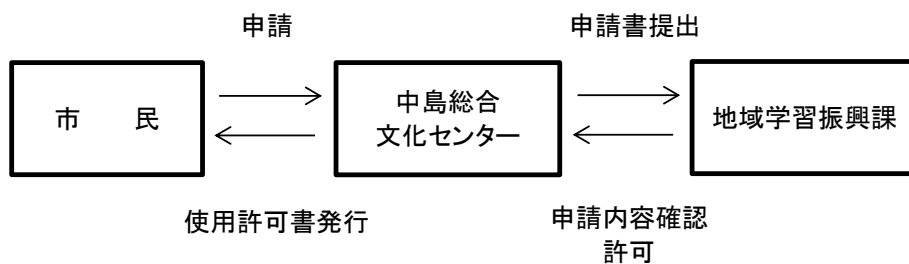 申請
申請書提出
市　　民
中島総合
文化センター
地域学習振興課
使用許可書発行
申請内容確認
許可